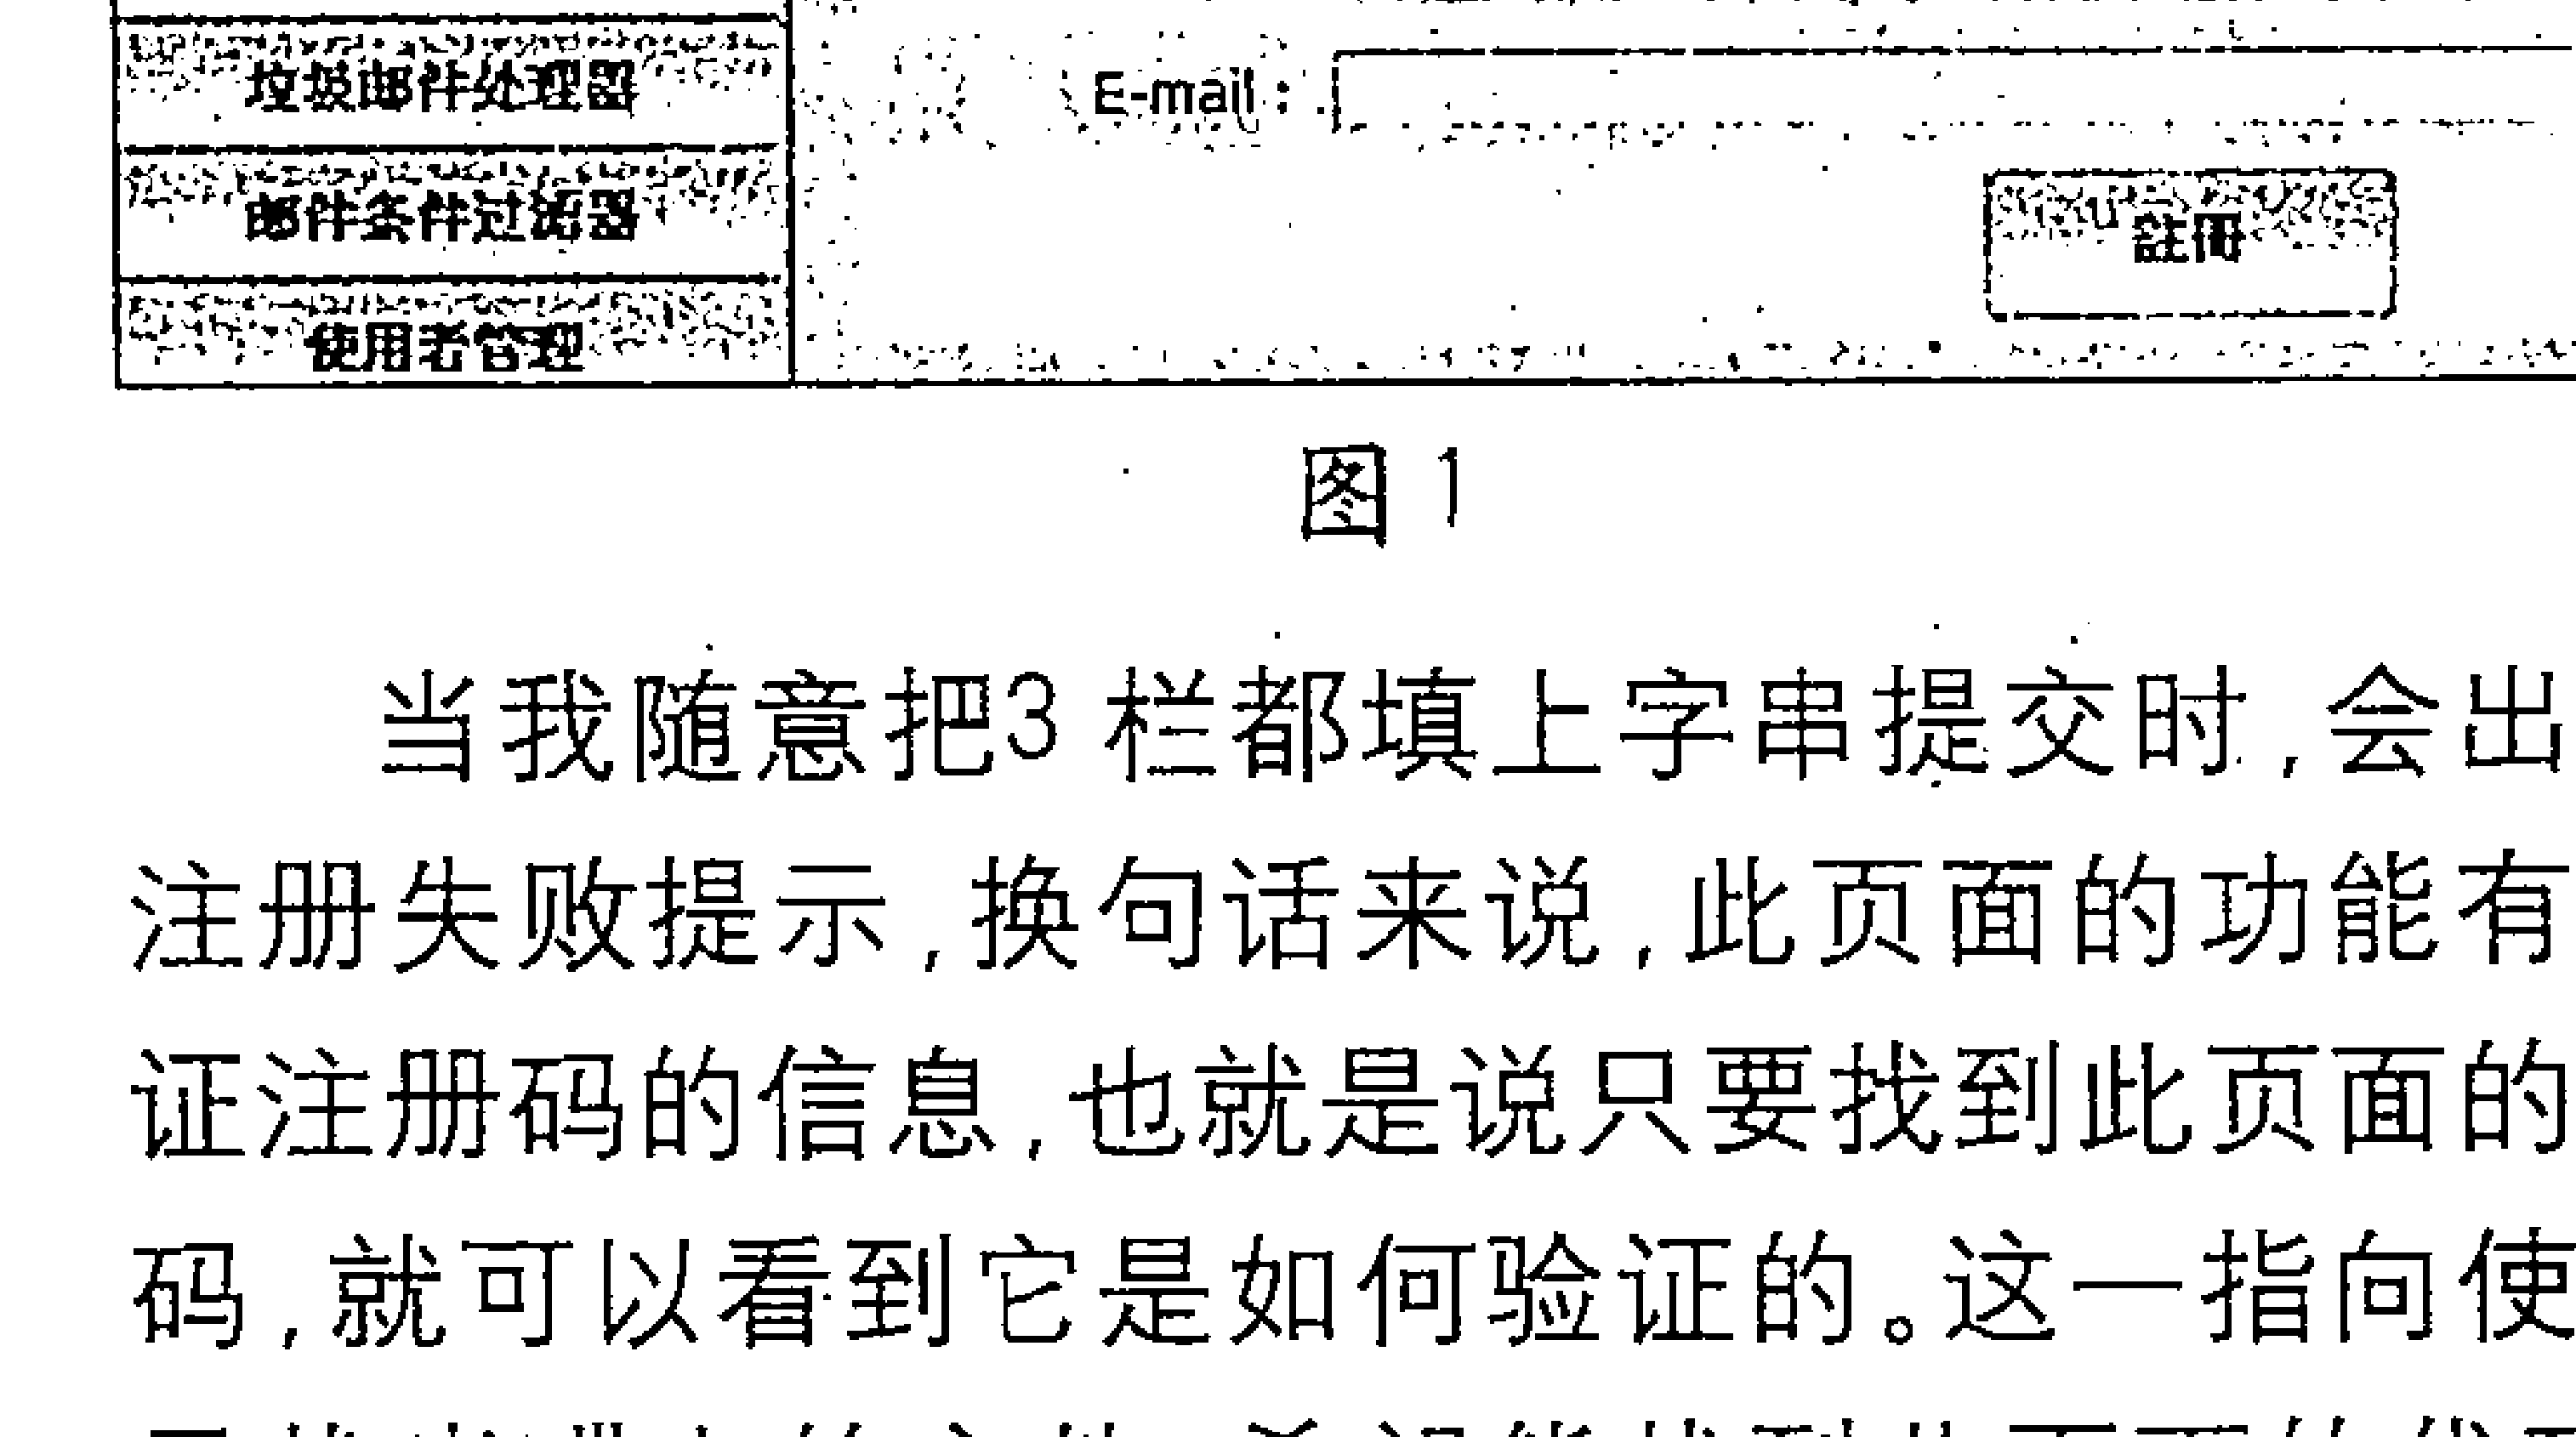 垃圾邮件处理器
E-mail：
邮件条件过滤器
註冊
使用者管理
图 1
当我随意把3 栏都填上字串提交时,会出
注册失败提示,换句话来说,此页面的功能有
证注册码的信息,也就是说只要找到此页面的
码,就可以看到它是如何验证的。这一指向使